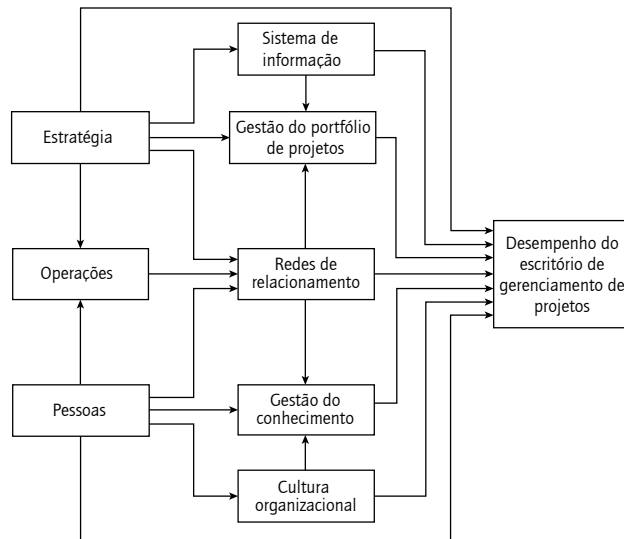 Sistema de
informação
Estratégia
Gestão do portfólio
de projetos
Operações
Redes de
relacionamento
Desempenho do
escritório de
gerenciamento de
projetos
Pessoas
Gestão do
conhecimento
Cultura
organizacional